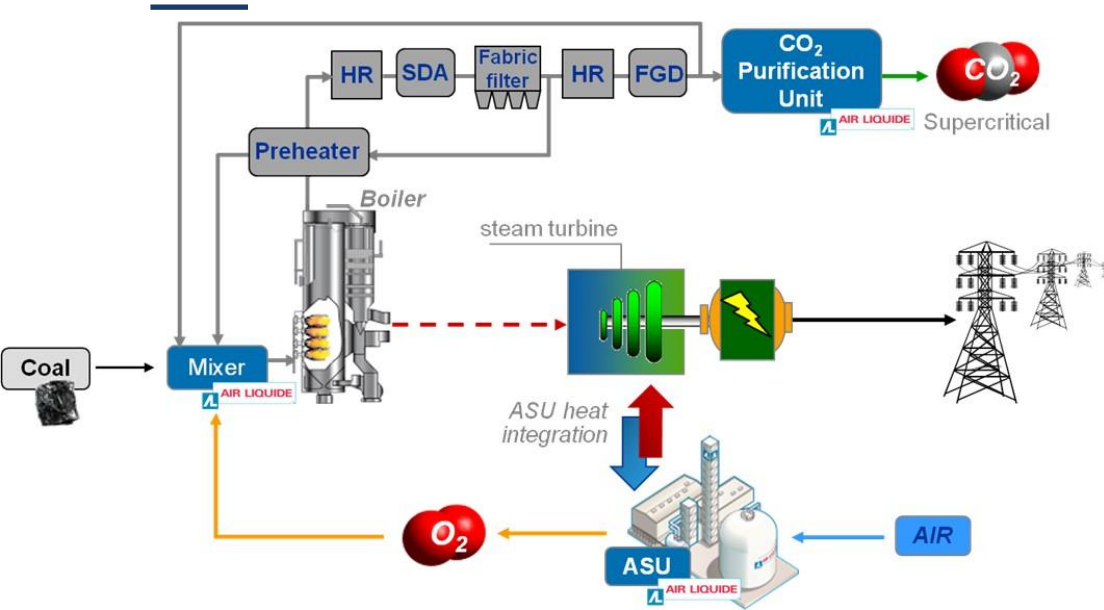 HR
SDA
Fabric
filter
HR
FGD
CO2
Purification
Unit
AIR LIQUIDE
CO2
Supercritical
Preheater
Boiler
steam turbine
Coal
Mixer
AIR LIQUIDE
ASU heat
integration
O2
ASU
AIR LIQUIDE
AIR